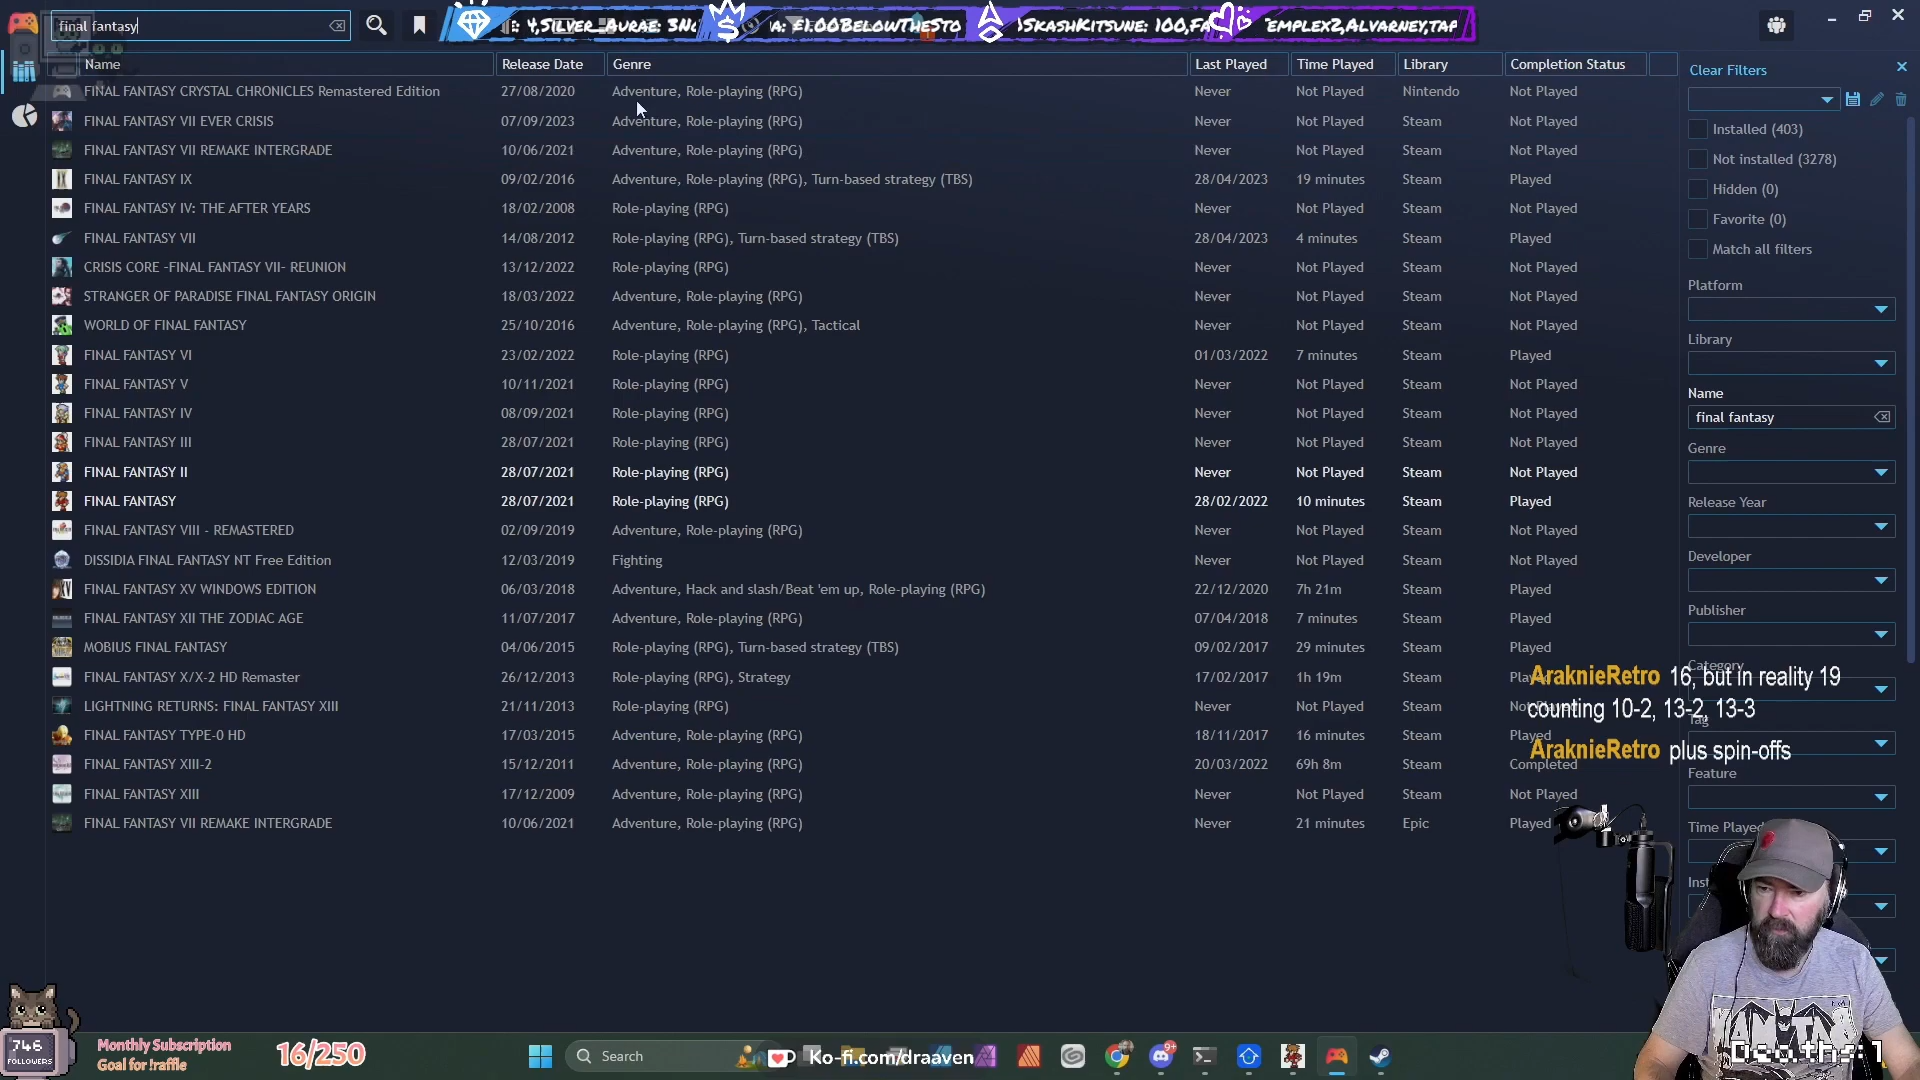 final fantasy
Name
Release Date
Genre
Last Played
Time Played
Library
Completion Status
FINAL FANTASY CRYSTAL CHRONICLES Remastered Edition 27/08/2020 Adventure, Role-playing (RPG) Never Not Played Nintendo Not Played
FINAL FANTASY VII EVER CRISIS 07/09/2023 Adventure, Role-playing (RPG) Never Not Played Steam Not Played
FINAL FANTASY VII REMAKE INTERGRADE 10/06/2021 Adventure, Role-playing (RPG) Never Not Played Steam Not Played
FINAL FANTASY IX 09/02/2016 Adventure, Role-playing (RPG), Turn-based strategy (TBS) 28/04/2023 19 minutes Steam Played
FINAL FANTASY IV: THE AFTER YEARS 18/02/2008 Role-playing (RPG) Never Not Played Steam Not Played
FINAL FANTASY VII 14/08/2012 Role-playing (RPG), Turn-based strategy (TBS) 28/04/2023 4 minutes Steam Played
CRISIS CORE -FINAL FANTASY VII- REUNION 13/12/2022 Role-playing (RPG) Never Not Played Steam Not Played
STRANGER OF PARADISE FINAL FANTASY ORIGIN 18/03/2022 Adventure, Role-playing (RPG) Never Not Played Steam Not Played
WORLD OF FINAL FANTASY 25/10/2016 Adventure, Role-playing (RPG), Tactical Never Not Played Steam Not Played
FINAL FANTASY VI 23/02/2022 Role-playing (RPG) 01/03/2022 7 minutes Steam Played
FINAL FANTASY V 10/11/2021 Role-playing (RPG) Never Not Played Steam Not Played
FINAL FANTASY IV 08/09/2021 Role-playing (RPG) Never Not Played Steam Not Played
FINAL FANTASY III 28/07/2021 Role-playing (RPG) Never Not Played Steam Not Played
FINAL FANTASY II 28/07/2021 Role-playing (RPG) Never Not Played Steam Not Played
FINAL FANTASY 28/07/2021 Role-playing (RPG) 28/02/2022 10 minutes Steam Played
FINAL FANTASY VIII - REMASTERED 02/09/2019 Adventure, Role-playing (RPG) Never Not Played Steam Not Played
DISSIDIA FINAL FANTASY NT Free Edition 12/03/2019 Fighting Never Not Played Steam Not Played
FINAL FANTASY XV WINDOWS EDITION 06/03/2018 Adventure, Hack and slash/Beat 'em up, Role-playing (RPG) 22/12/2020 7h 21m Steam Played
FINAL FANTASY XII THE ZODIAC AGE 11/07/2017 Adventure, Role-playing (RPG) 07/04/2018 7 minutes Steam Played
MOBIUS FINAL FANTASY 04/06/2015 Role-playing (RPG), Turn-based strategy (TBS) 09/02/2017 29 minutes Steam Played
FINAL FANTASY X/X-2 HD Remaster 26/12/2013 Role-playing (RPG), Strategy 17/02/2017 1h 19m Steam
LIGHTNING RETURNS: FINAL FANTASY XIII 21/11/2013 Role-playing (RPG) Never Not Played Steam
FINAL FANTASY TYPE-0 HD 17/03/2015 Adventure, Role-playing (RPG) 18/11/2017 16 minutes Steam Played
FINAL FANTASY XIII-2 15/12/2011 Adventure, Role-playing (RPG) 20/03/2022 69h 8m Steam Completed
FINAL FANTASY XIII 17/12/2009 Adventure, Role-playing (RPG) Never Not Played Steam Not Played
FINAL FANTASY VII REMAKE INTERGRADE 10/06/2021 Adventure, Role-playing (RPG) Never 21 minutes Epic Played
Clear Filters
Installed (403)
Not installed (3278)
Hidden (0)
Favorite (0)
Match all filters
Platform
Library
Name
final fantasy
Genre
Release Year
Developer
Publisher
Category
Tag
Feature
Time Played
AraknieRetro 16, but in reality 19
counting 10-2, 13-2, 13-3
AraknieRetro plus spin-offs
746
FOLLOWERS
Monthly Subscription
Goal for !raffle
16/250
Search
Ko-fi.com/draaven
Deaths: 1